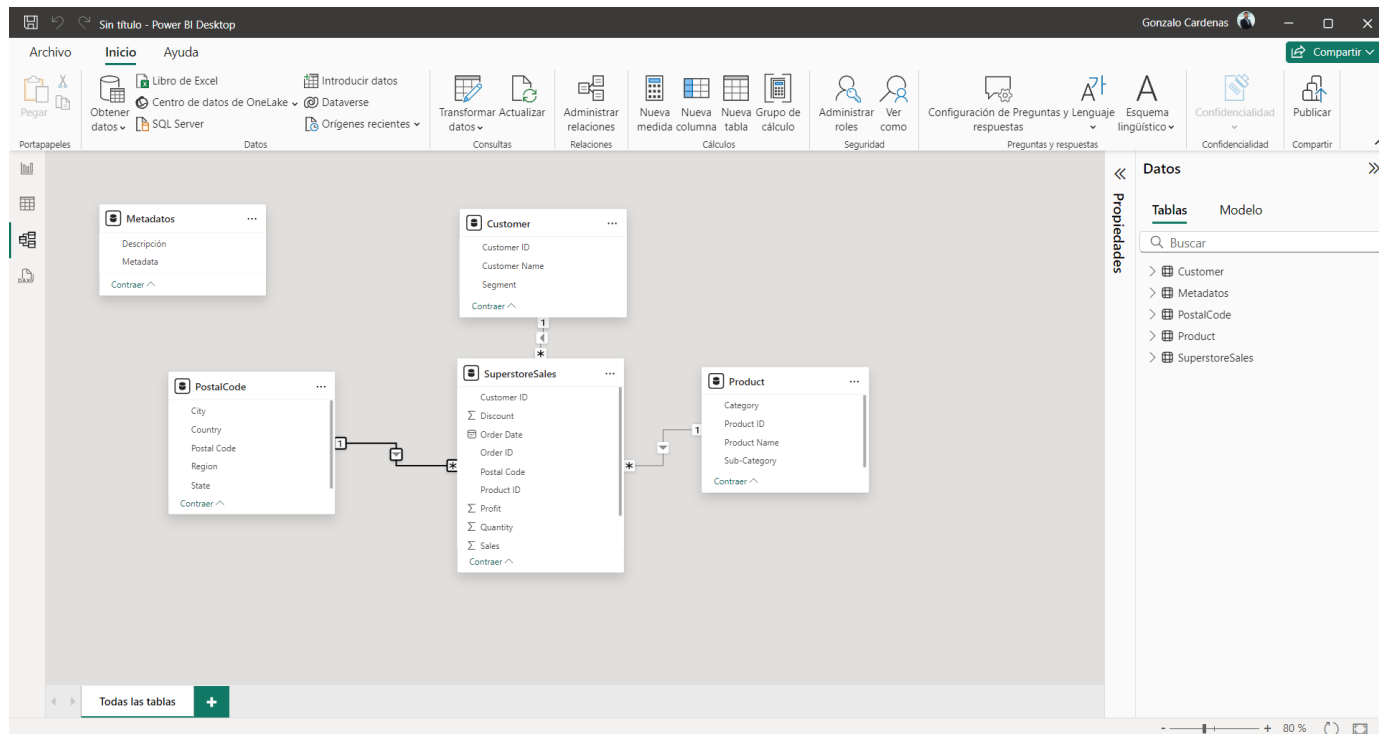 Sin título - Power BI Desktop
Gonzalo Cardenas
Archivo Inicio Ayuda
Compartir
Pegar
Obtener datos
Libro de Excel
Centro de datos de OneLake
SQL Server
Introducir datos
Dataverse
Orígenes recientes
Transformar datos
Actualizar
Administrar relaciones
Nueva medida
Nueva columna
Nueva tabla
Grupo de cálculo
Administrar roles
Ver como
Configuración de Preguntas y respuestas
Lenguaje
Esquema lingüístico
Confidencialidad
Publicar
Portapapeles
Datos
Consultas
Relaciones
Cálculos
Seguridad
Preguntas y respuestas
Confidencialidad
Compartir
DAX
Metadatos
Descripción
Metadata
Contraer
Customer
Customer ID
Customer Name
Segment
Contraer
1
*
PostalCode
City
Country
Postal Code
Region
State
Contraer
1
*
SuperstoreSales
Customer ID
Σ Discount
Order Date
Order ID
Postal Code
Product ID
Σ Profit
Σ Quantity
Σ Sales
Contraer
*
1
Product
Category
Product ID
Product Name
Sub-Category
Contraer
Propiedades
Datos
Tablas Modelo
Buscar
Customer
Metadatos
PostalCode
Product
SuperstoreSales
Todas las tablas +
- + 80 %